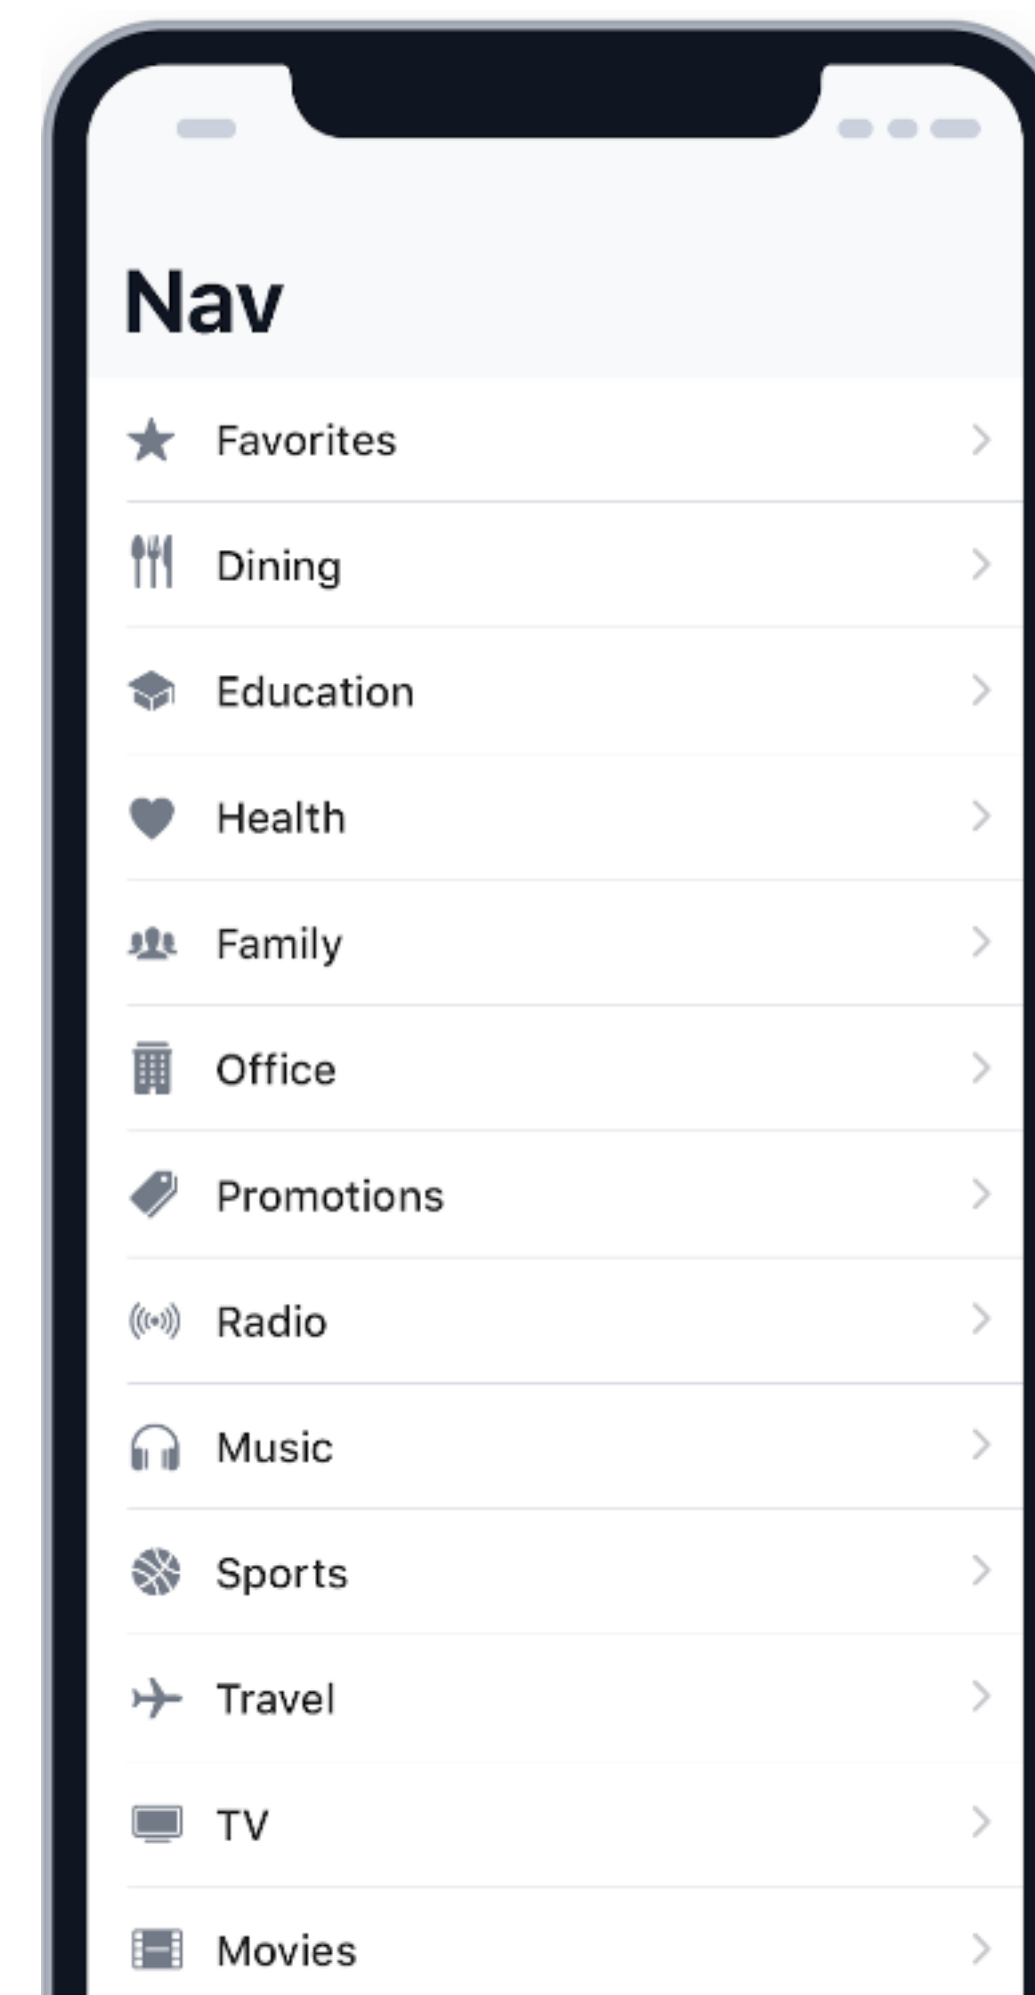 Nav
Favorites
Dining
Education
Health
Family
Office
Promotions
Radio
Music
Sports
Travel
TV
Movies